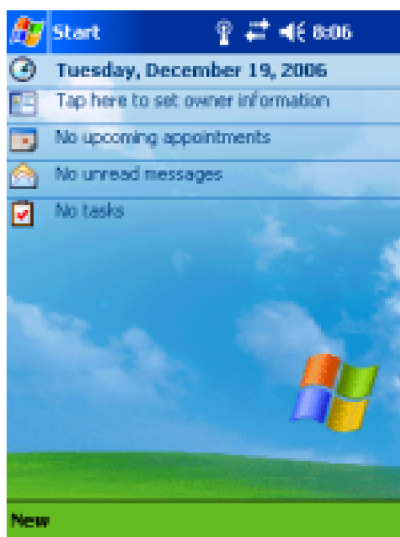 Start 8:06
Tuesday, December 19, 2006
Tap here to set owner information
No upcoming appointments
No unread messages
No tasks
New